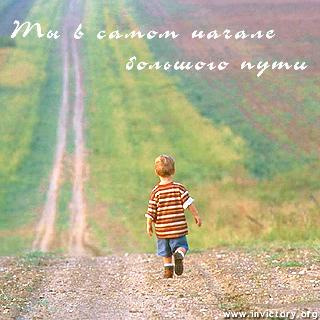 Ты в самом начале
большого пути
www.invictory.org